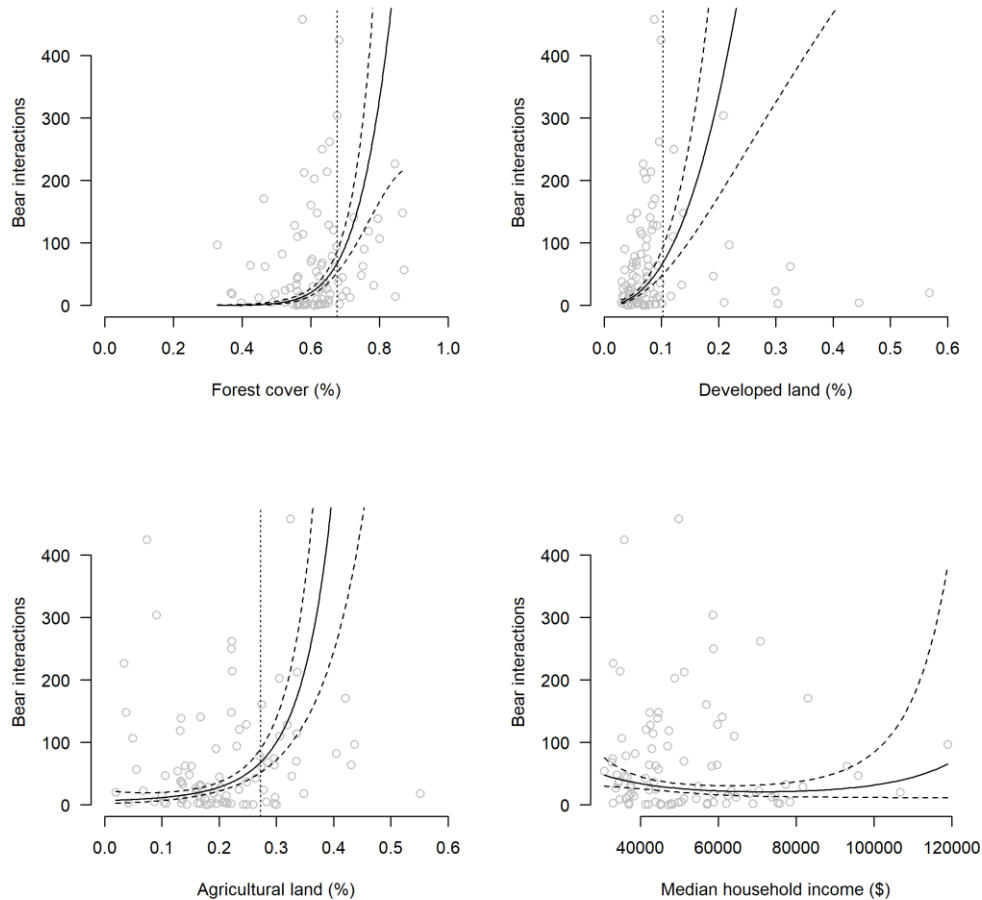 Bear interactions
400
300
200
100
0
0.0 0.2 0.4 0.6 0.8 1.0
Forest cover (%)
Bear interactions
400
300
200
100
0
0.0 0.1 0.2 0.3 0.4 0.5 0.6
Developed land (%)
Bear interactions
400
300
200
100
0
0.0 0.1 0.2 0.3 0.4 0.5 0.6
Agricultural land (%)
Bear interactions
400
300
200
100
0
40000 60000 80000 100000 120000
Median household income ($)